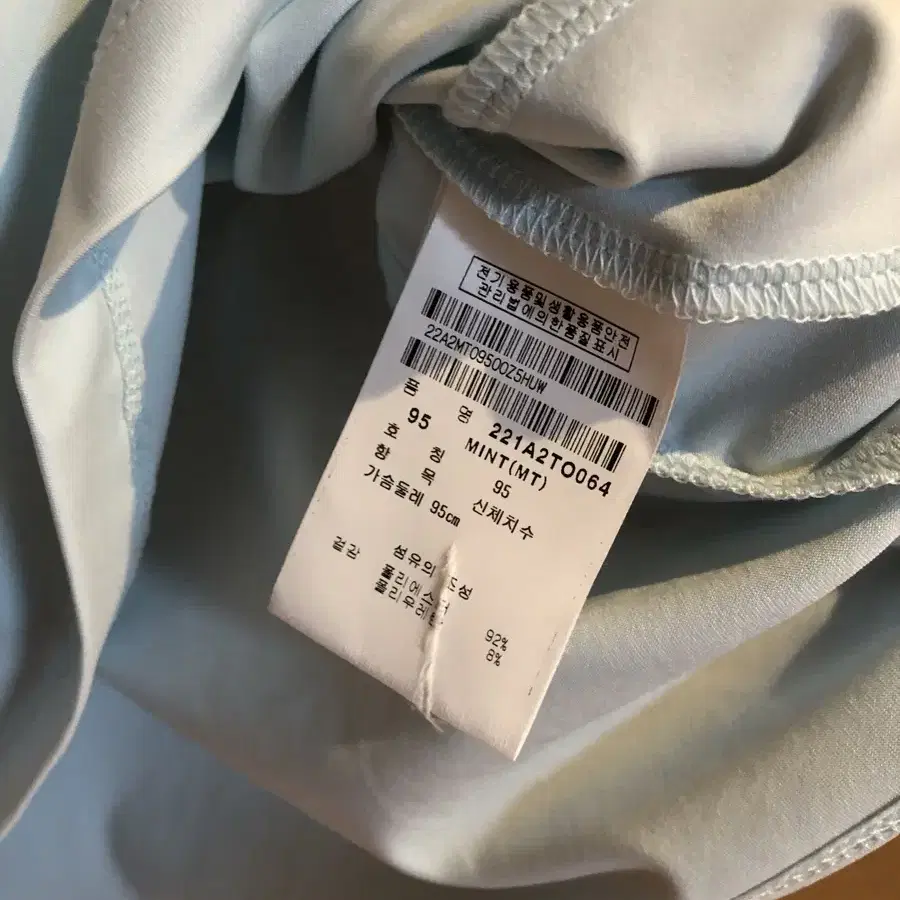 전기용품및생활용품안전
관리법에의한품질표시
22A2MT09500Z5HUW
품 명 221A2TO064
95 MINT(MT)
호 칭 95
항 목 신체치수
가슴둘레 95cm
섬유의 조성
겉감 폴리에스터 92%
폴리우레탄 8%